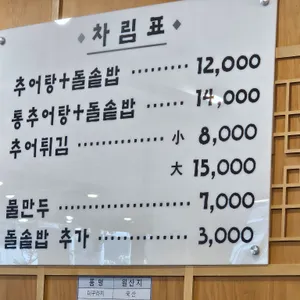 ◆ 차림표 ◆
추어탕+돌솥밥 ········· 12,000
통추어탕+돌솥밥 ······ 14,000
추어튀김 ·············· 小 8,000
大 15,000
물만두 ················ 7,000
돌솥밥 추가 ·········· 3,000
품명 원산지